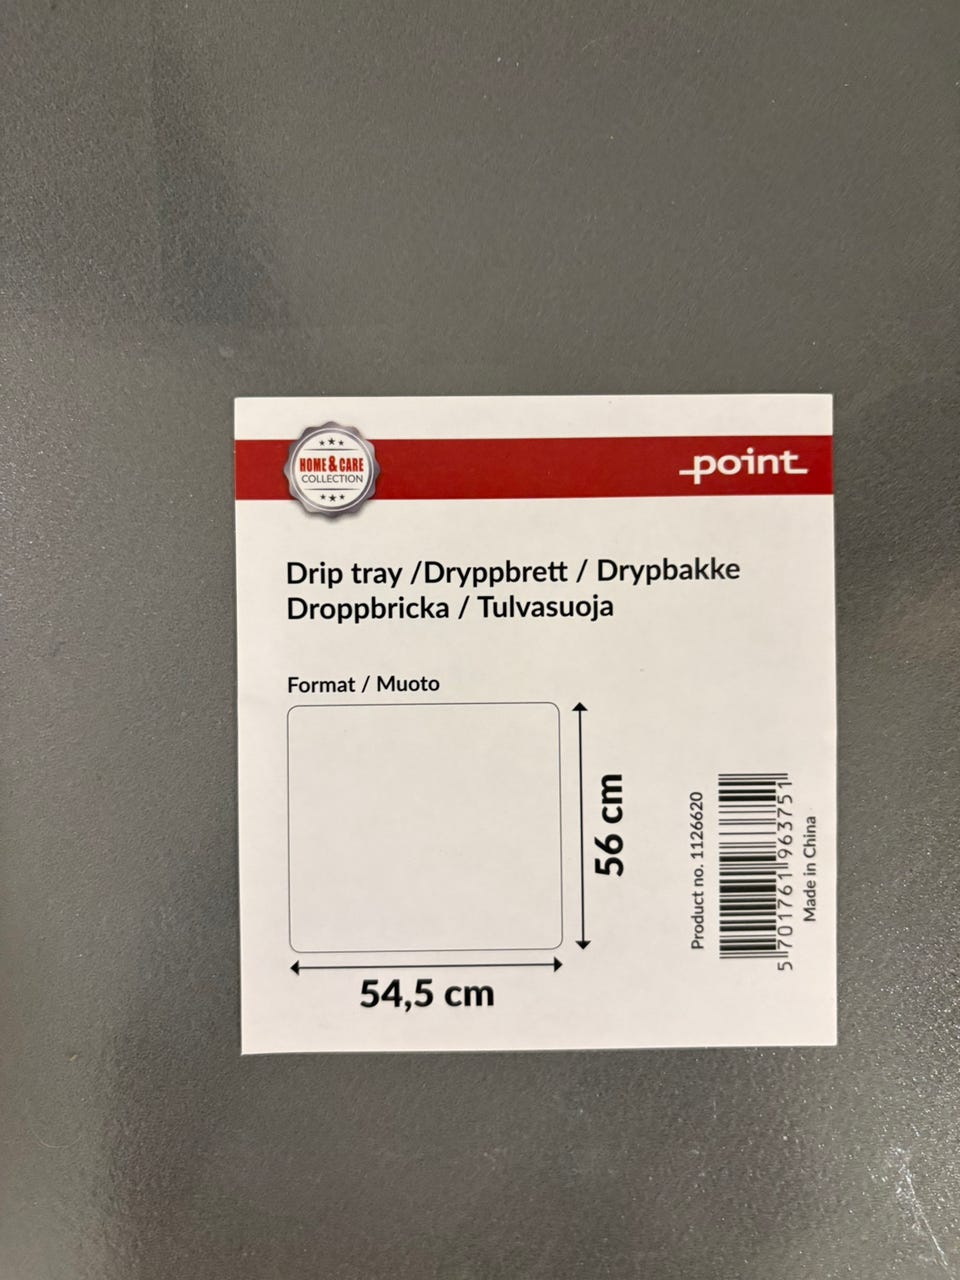 HOME & CARE
COLLECTION
point
Drip tray /Dryppbrett / Drypbakke
Droppbricka / Tulvasuoja
Format / Muoto
56 cm
54,5 cm
Product no. 1126620
5 701761 963751
Made in China